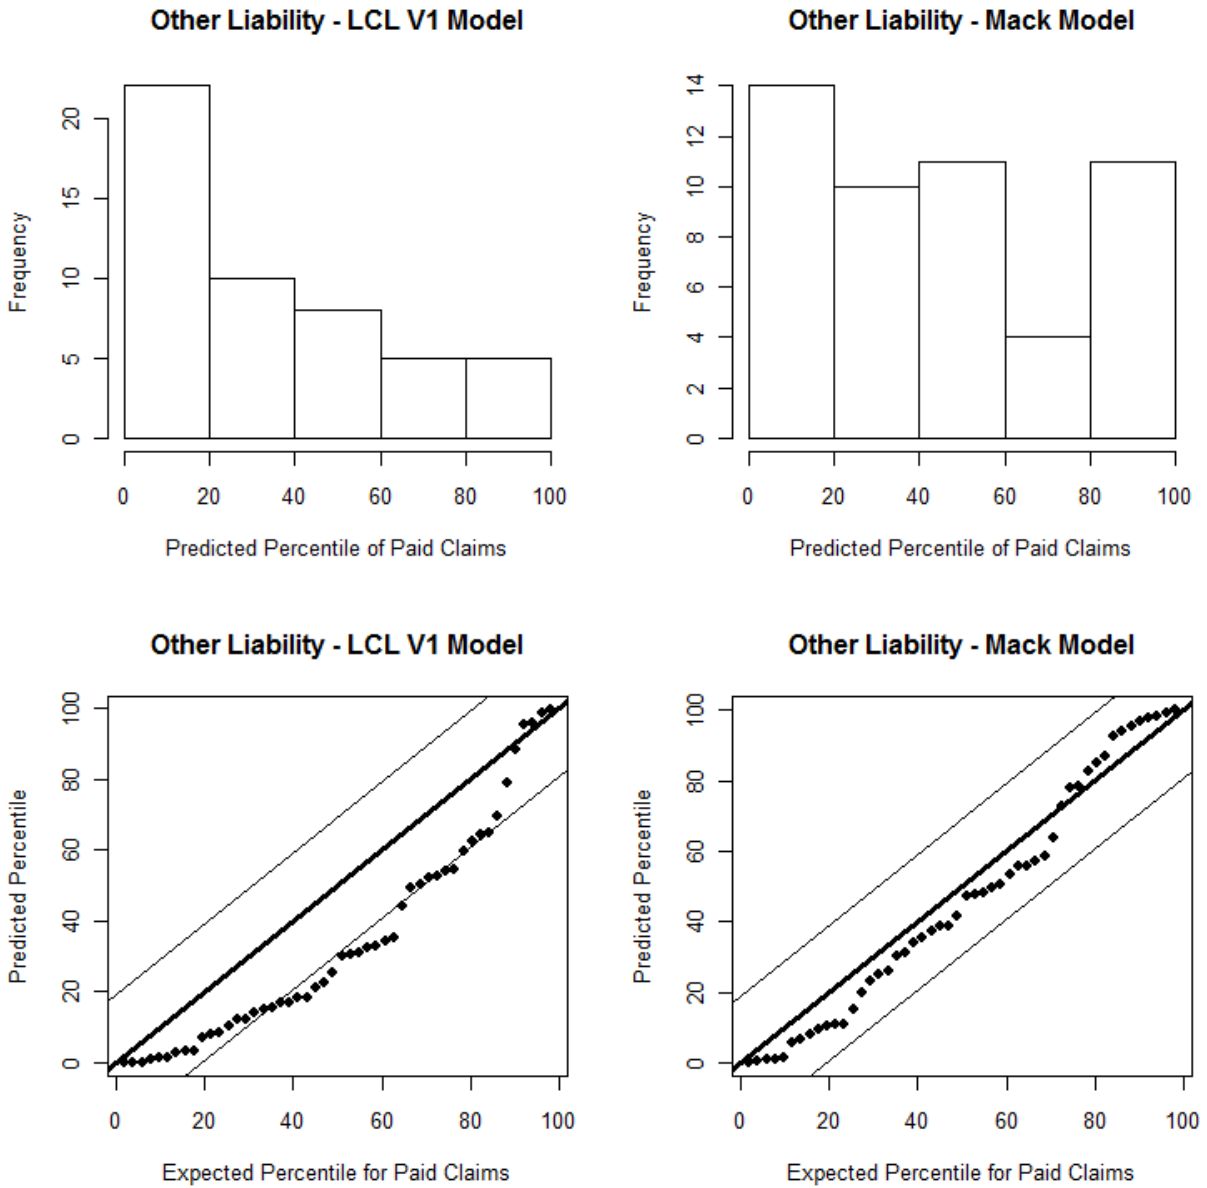 Other Liability - LCL V1 Model
Frequency
20
15
10
5
0
0 20 40 60 80 100
Predicted Percentile of Paid Claims
Other Liability - Mack Model
Frequency
14
12
10
8
6
4
2
0
0 20 40 60 80 100
Predicted Percentile of Paid Claims
Other Liability - LCL V1 Model
Predicted Percentile
100
80
60
40
20
0
0 20 40 60 80 100
Expected Percentile for Paid Claims
Other Liability - Mack Model
Predicted Percentile
100
80
60
40
20
0
0 20 40 60 80 100
Expected Percentile for Paid Claims